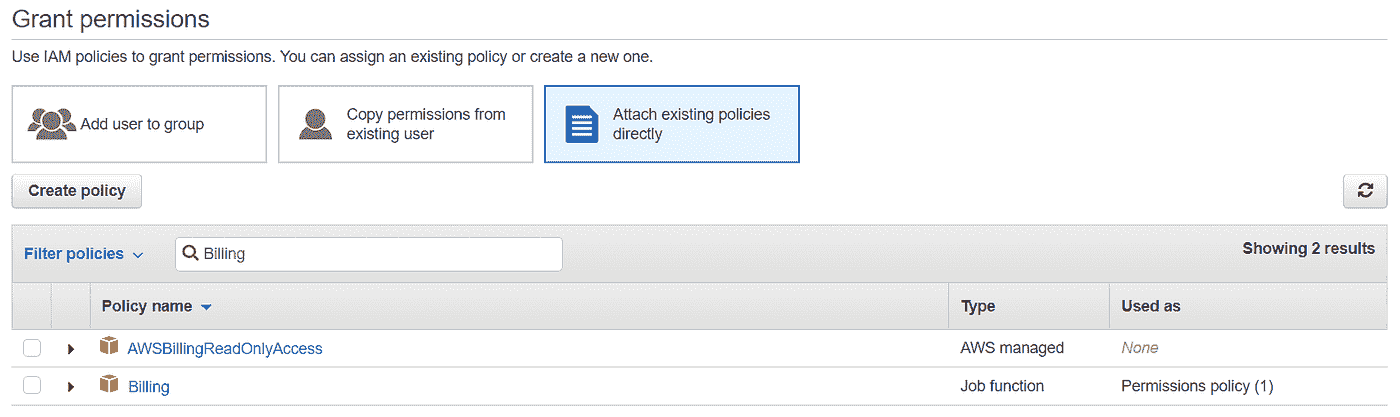 Grant permissions
Use IAM policies to grant permissions. You can assign an existing policy or create a new one.
Add user to group
Copy permissions from
existing user
Attach existing policies
directly
Create policy
Filter policies
Billing
Showing 2 results
Policy name
Type
Used as
AWSBillingReadOnlyAccess
AWS managed
None
Billing
Job function
Permissions policy (1)